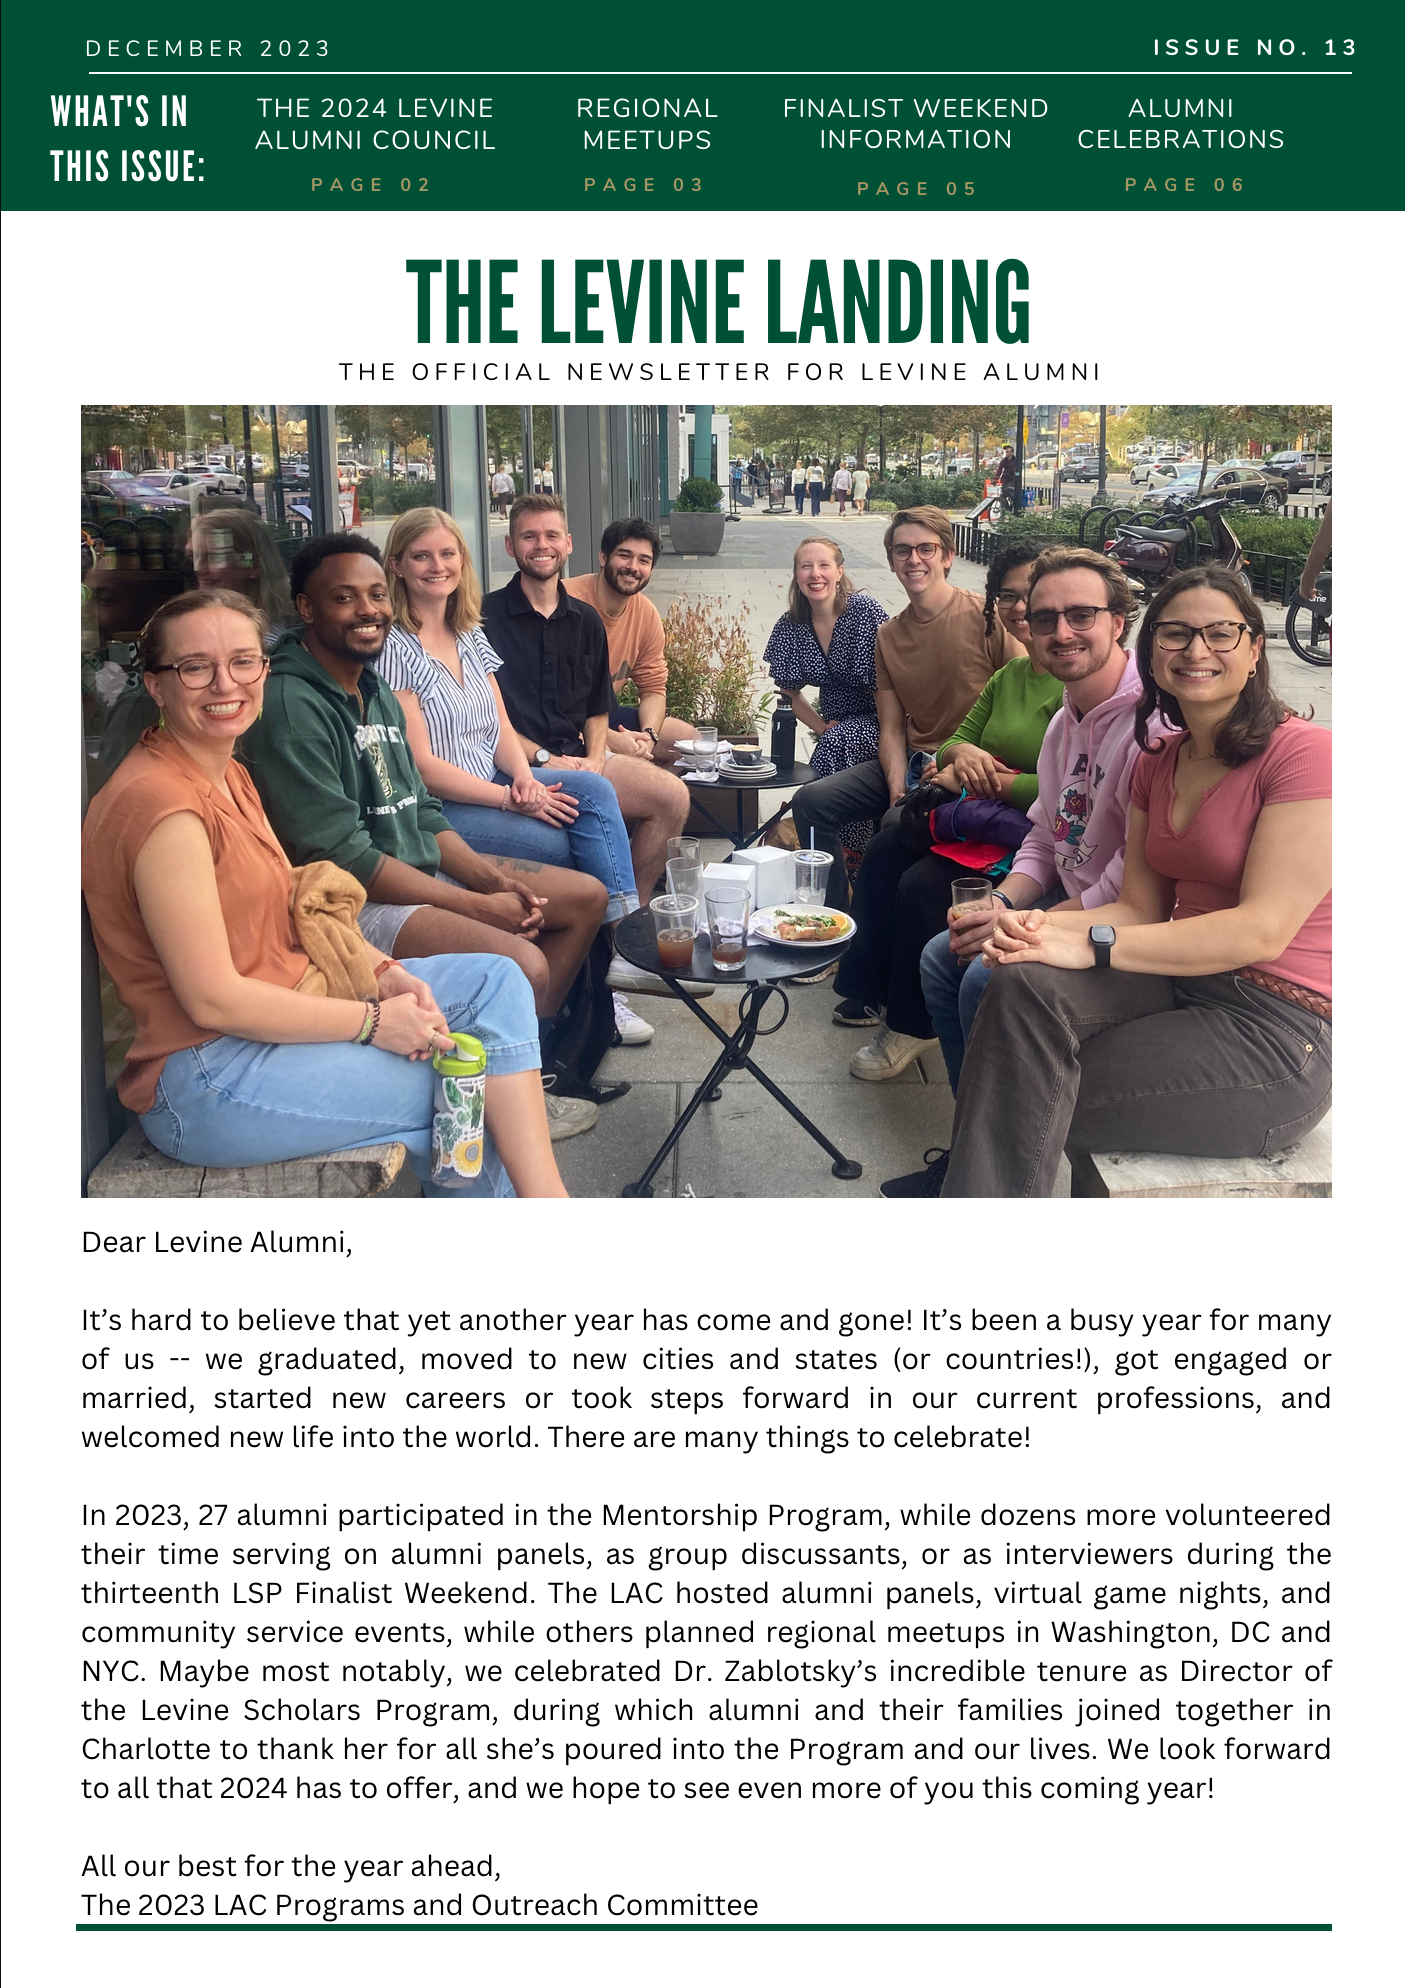 DECEMBER 2023
ISSUE NO. 13
WHAT'S IN
THIS ISSUE:
THE 2024 LEVINE
ALUMNI COUNCIL
PAGE 02
REGIONAL
MEETUPS
PAGE 03
FINALIST WEEKEND
INFORMATION
PAGE 05
ALUMNI
CELEBRATIONS
PAGE 06
THE LEVINE LANDING
THE OFFICIAL NEWSLETTER FOR LEVINE ALUMNI
Dear Levine Alumni,
It’s hard to believe that yet another year has come and gone! It’s been a busy year for many
of us -- we graduated, moved to new cities and states (or countries!), got engaged or
married, started new careers or took steps forward in our current professions, and
welcomed new life into the world. There are many things to celebrate!
In 2023, 27 alumni participated in the Mentorship Program, while dozens more volunteered
their time serving on alumni panels, as group discussants, or as interviewers during the
thirteenth LSP Finalist Weekend. The LAC hosted alumni panels, virtual game nights, and
community service events, while others planned regional meetups in Washington, DC and
NYC. Maybe most notably, we celebrated Dr. Zablotsky’s incredible tenure as Director of
the Levine Scholars Program, during which alumni and their families joined together in
Charlotte to thank her for all she’s poured into the Program and our lives. We look forward
to all that 2024 has to offer, and we hope to see even more of you this coming year!
All our best for the year ahead,
The 2023 LAC Programs and Outreach Committee